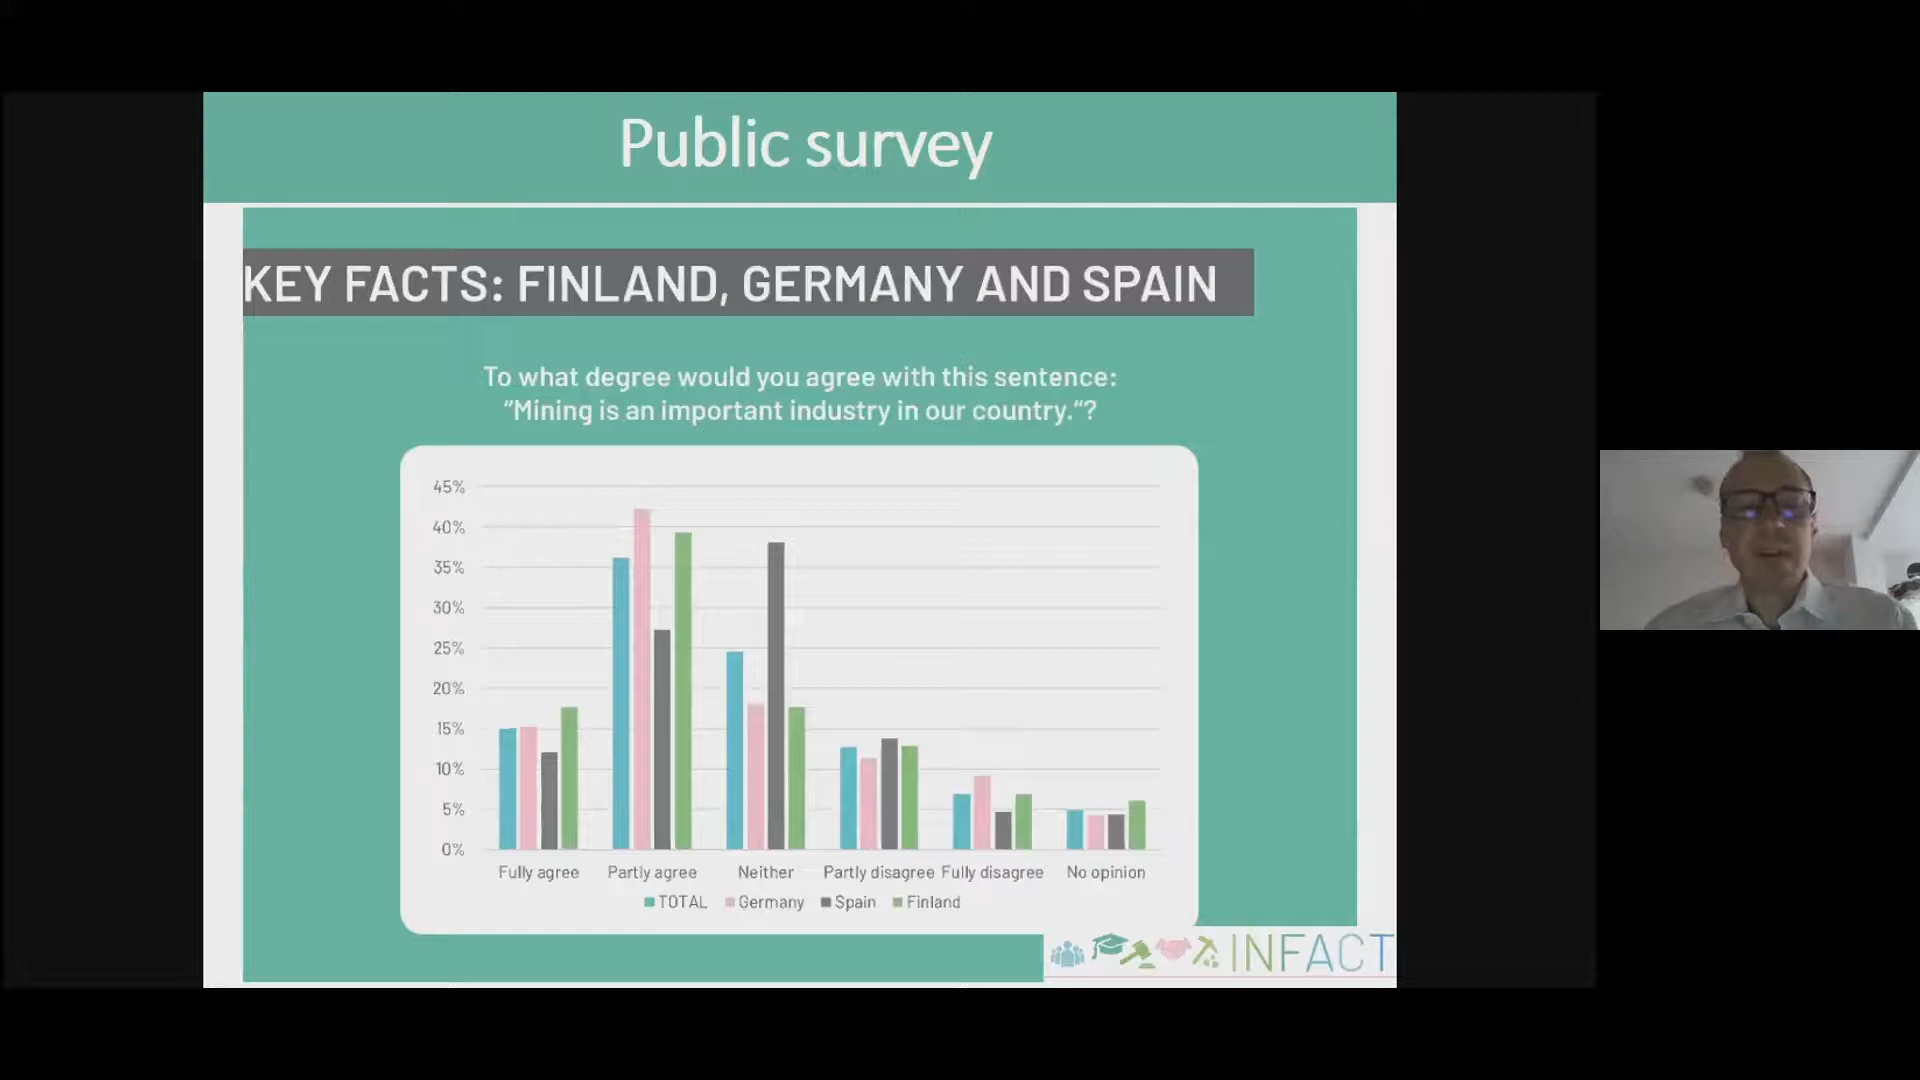 Public survey
KEY FACTS: FINLAND, GERMANY AND SPAIN
To what degree would you agree with this sentence:
"Mining is an important industry in our country."?
45%
40%
35%
30%
25%
20%
15%
10%
5%
0%
Fully agree Partly agree Neither Partly disagree Fully disagree No opinion
TOTAL Germany Spain Finland
INFACT